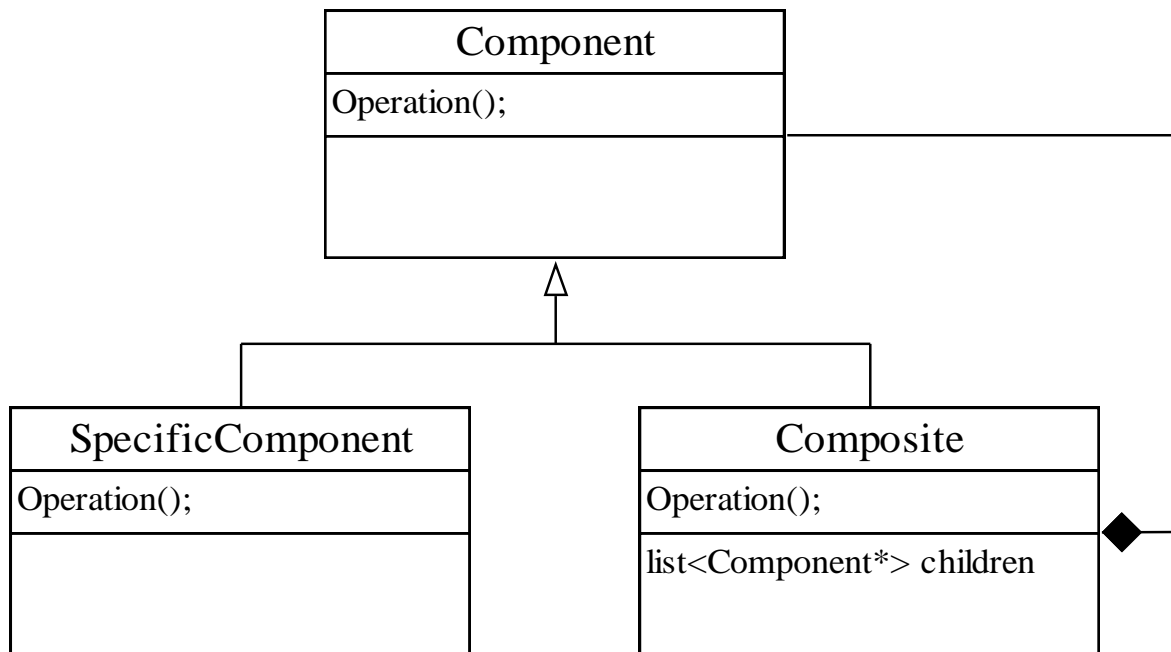 Component
Operation();
SpecificComponent
Operation();
Composite
Operation();
list<Component*> children